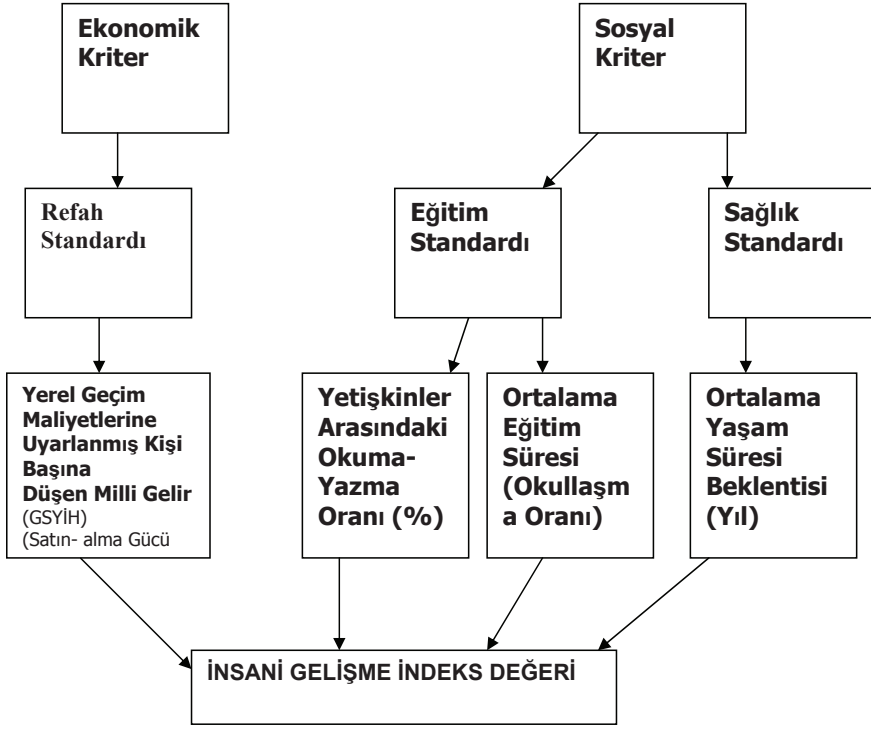 Ekonomik
Kriter
Sosyal
Kriter
Refah
Standardı
Eğitim
Standardı
Sağlık
Standardı
Yerel Geçim
Maliyetlerine
Uyarlanmış Kişi
Başına
Düşen Milli Gelir
(GSYİH)
(Satın- alma Gücü
Yetişkinler
Arasındaki
Okuma-
Yazma
Oranı (%)
Ortalama
Eğitim
Süresi
(Okullaşm
a Oranı)
Ortalama
Yaşam
Süresi
Beklentisi
(Yıl)
İNSANİ GELİŞME İNDEKS DEĞERİ